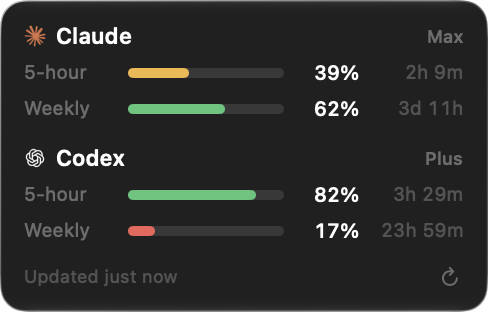 Claude Max
5-hour 39% 2h 9m
Weekly 62% 3d 11h
Codex Plus
5-hour 82% 3h 29m
Weekly 17% 23h 59m
Updated just now